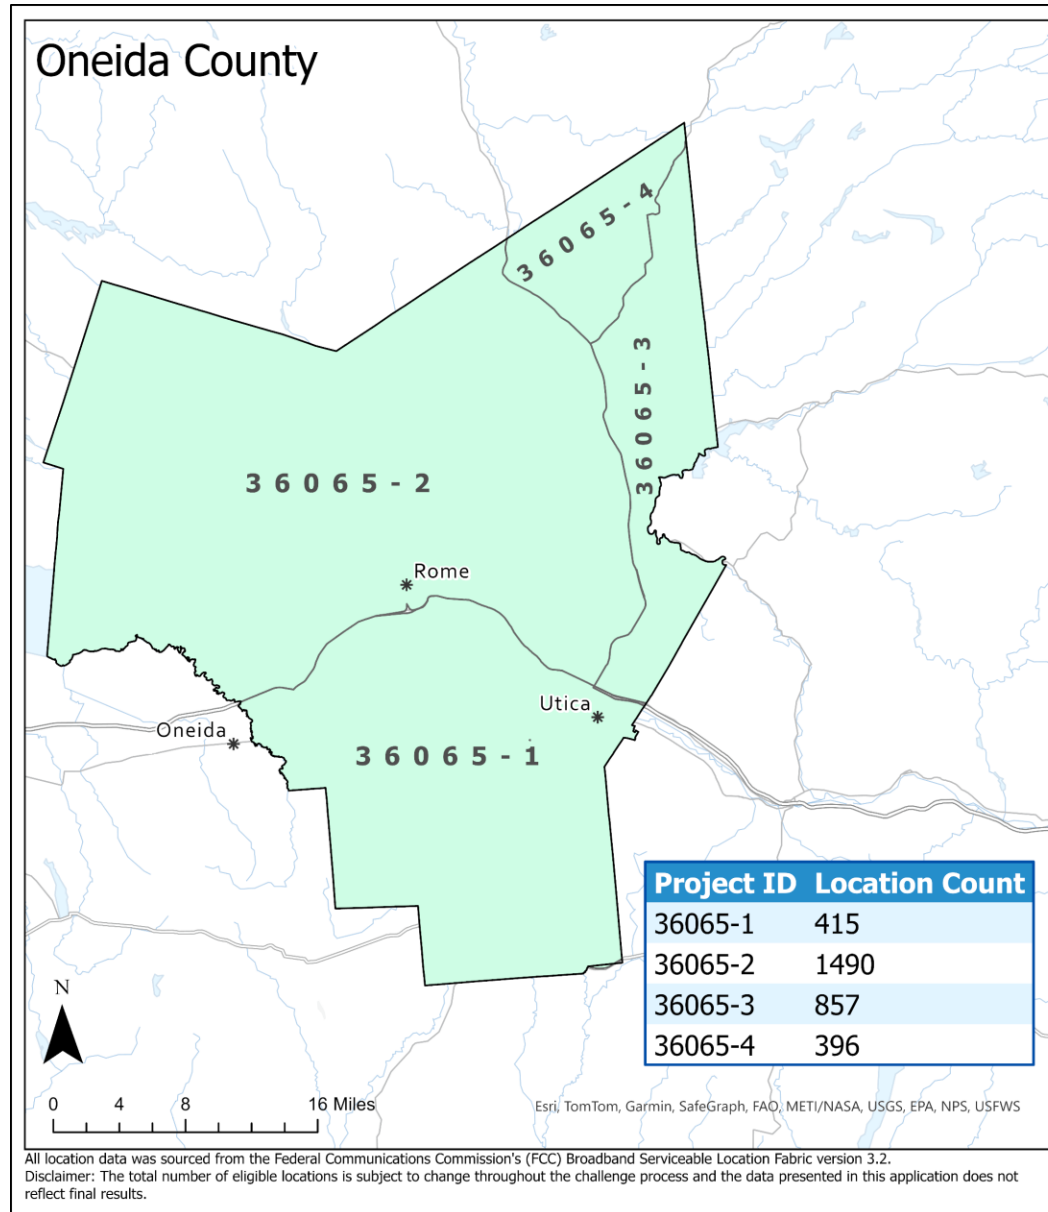 Oneida County
36065-4
36065-3
36065-2
Rome
Utica
Oneida
36065-1
Project ID Location Count
36065-1 415
36065-2 1490
36065-3 857
36065-4 396
N
0 4 8 16 Miles
Esri, TomTom, Garmin, SafeGraph, FAO, METI/NASA, USGS, EPA, NPS, USFWS
All location data was sourced from the Federal Communications Commission's (FCC) Broadband Serviceable Location Fabric version 3.2.
Disclaimer: The total number of eligible locations is subject to change throughout the challenge process and the data presented in this application does not
reflect final results.